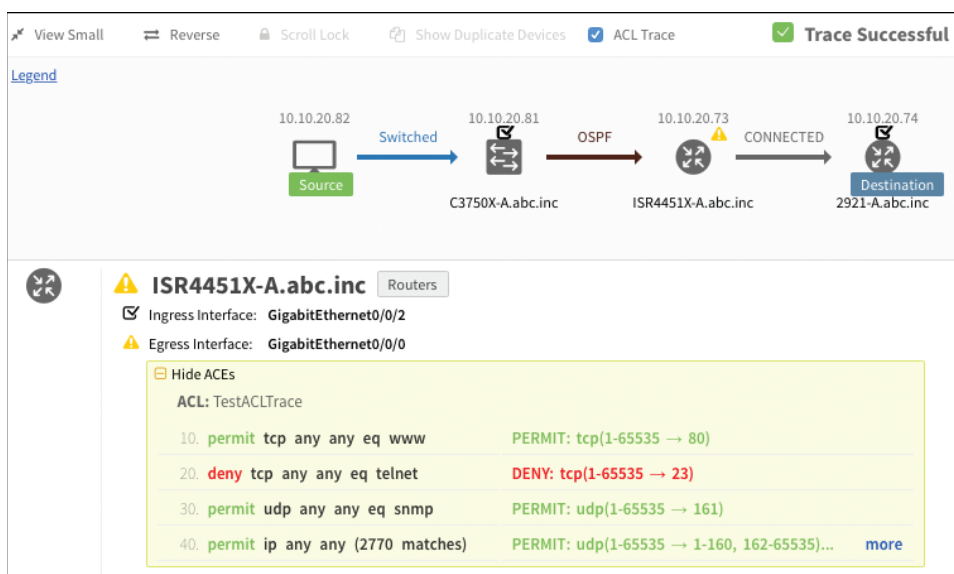 View Small Reverse Scroll Lock Show Duplicate Devices ACL Trace Trace Successful
Legend
10.10.20.82 10.10.20.81 10.10.20.73 10.10.20.74
Switched OSPF CONNECTED
Source Destination
C3750X-A.abc.inc ISR4451X-A.abc.inc 2921-A.abc.inc
ISR4451X-A.abc.inc Routers
Ingress Interface: GigabitEthernet0/0/2
Egress Interface: GigabitEthernet0/0/0
Hide ACEs
ACL: TestACLTrace
10. permit tcp any any eq www PERMIT: tcp(1-65535 → 80)
20. deny tcp any any eq telnet DENY: tcp(1-65535 → 23)
30. permit udp any any eq snmp PERMIT: udp(1-65535 → 161)
40. permit ip any any (2770 matches) PERMIT: udp(1-65535 → 1-160, 162-65535)... more